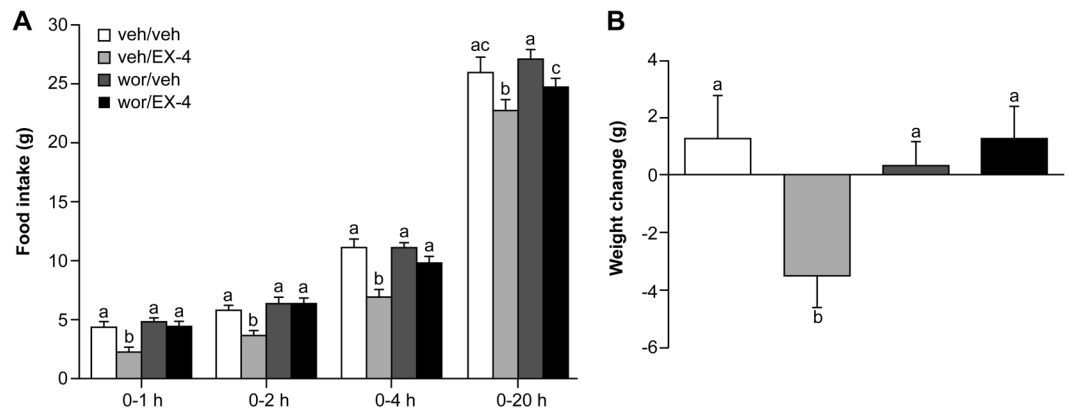 A
Food intake (g)
30
25
20
15
10
5
0
veh/veh
veh/EX-4
wor/veh
wor/EX-4
a
b
a
a
a
b
a
a
a
b
a
a
ac
b
a
c
0-1 h
0-2 h
0-4 h
0-20 h
B
Weight change (g)
4
2
0
-2
-4
-6
a
b
a
a